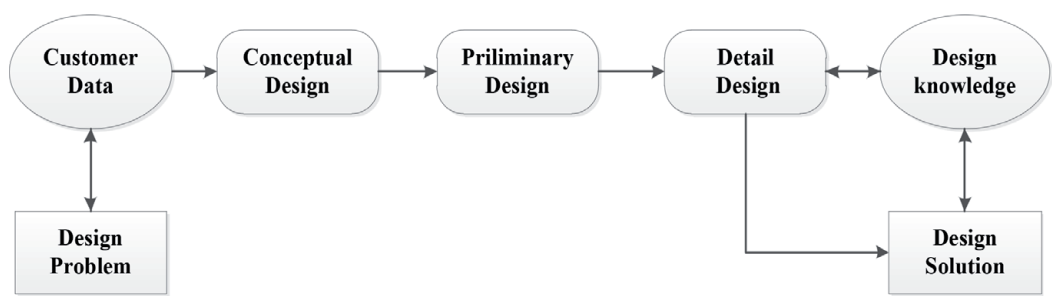 Customer
Data
Conceptual
Design
Priliminary
Design
Detail
Design
Design
knowledge
Design
Problem
Design
Solution